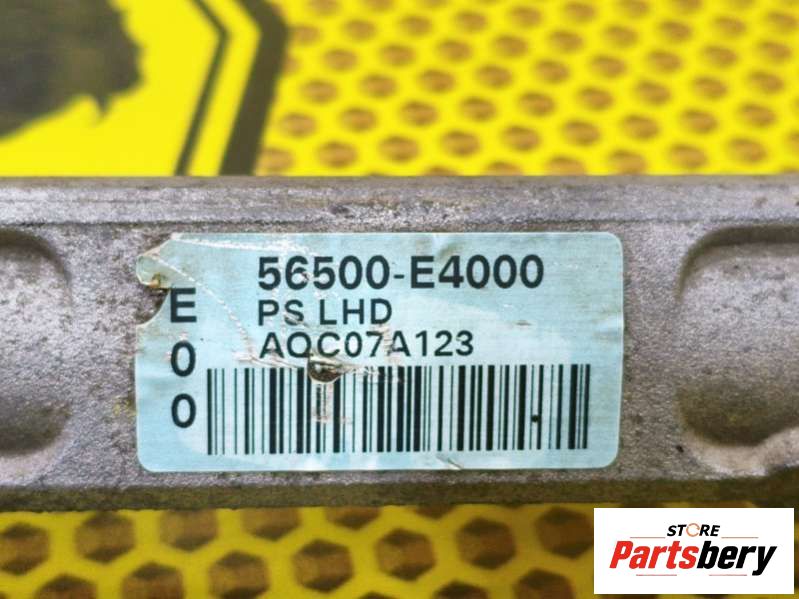 56500-E4000
PS LHD
AQC07A123
E
0
0
STORE
Partsbery